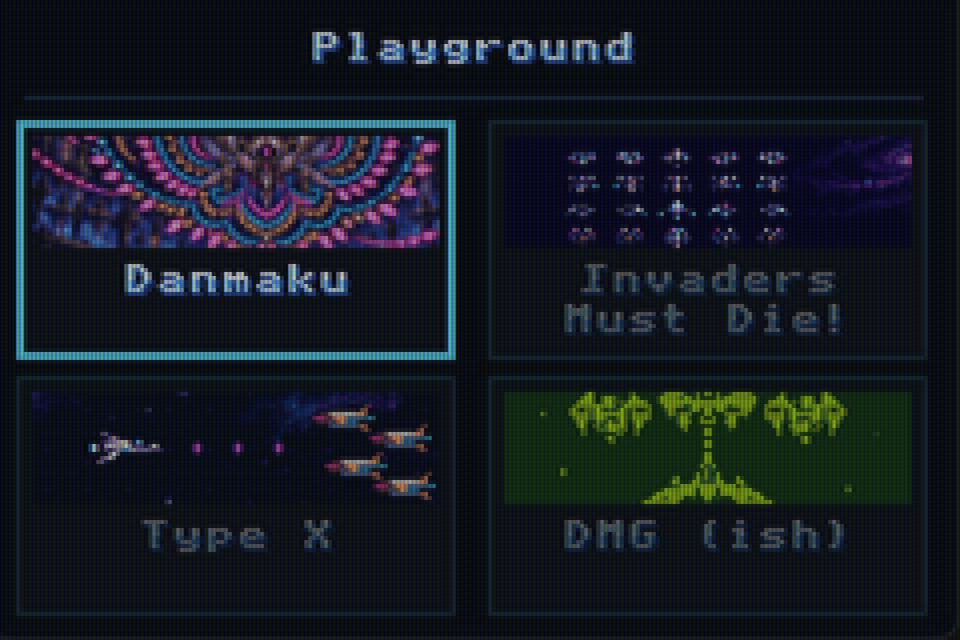 Playground
Danmaku
Invaders
Must Die!
Type X
DMG (ish)